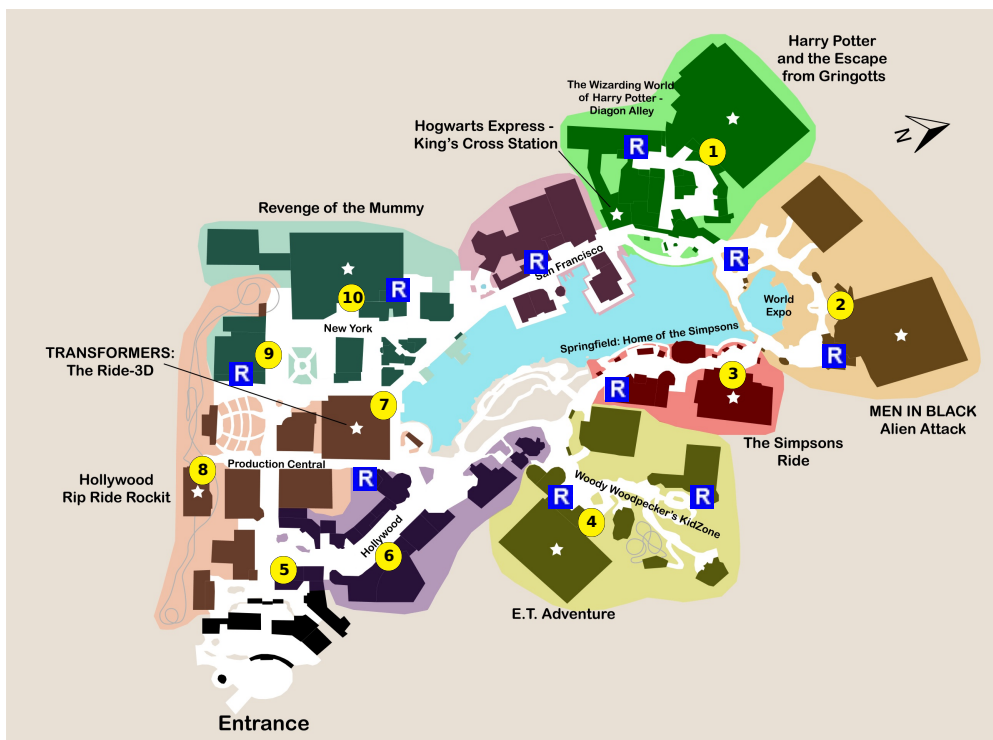 Harry Potter
and the Escape
from Gringotts
The Wizarding World
of Harry Potter -
Diagon Alley
Hogwarts Express -
King's Cross Station
N
R
1
Revenge of the Mummy
San Francisco
R
R
R
10
New York
World
Expo
2
Springfield: Home of the Simpsons
TRANSFORMERS:
The Ride-3D
9
R
R
3
R
7
MEN IN BLACK
Alien Attack
The Simpsons
Ride
Hollywood
Rip Ride Rockit
8
Production Central
R
Woody Woodpecker's KidZone
R
R
4
Hollywood
6
5
E.T. Adventure
Entrance